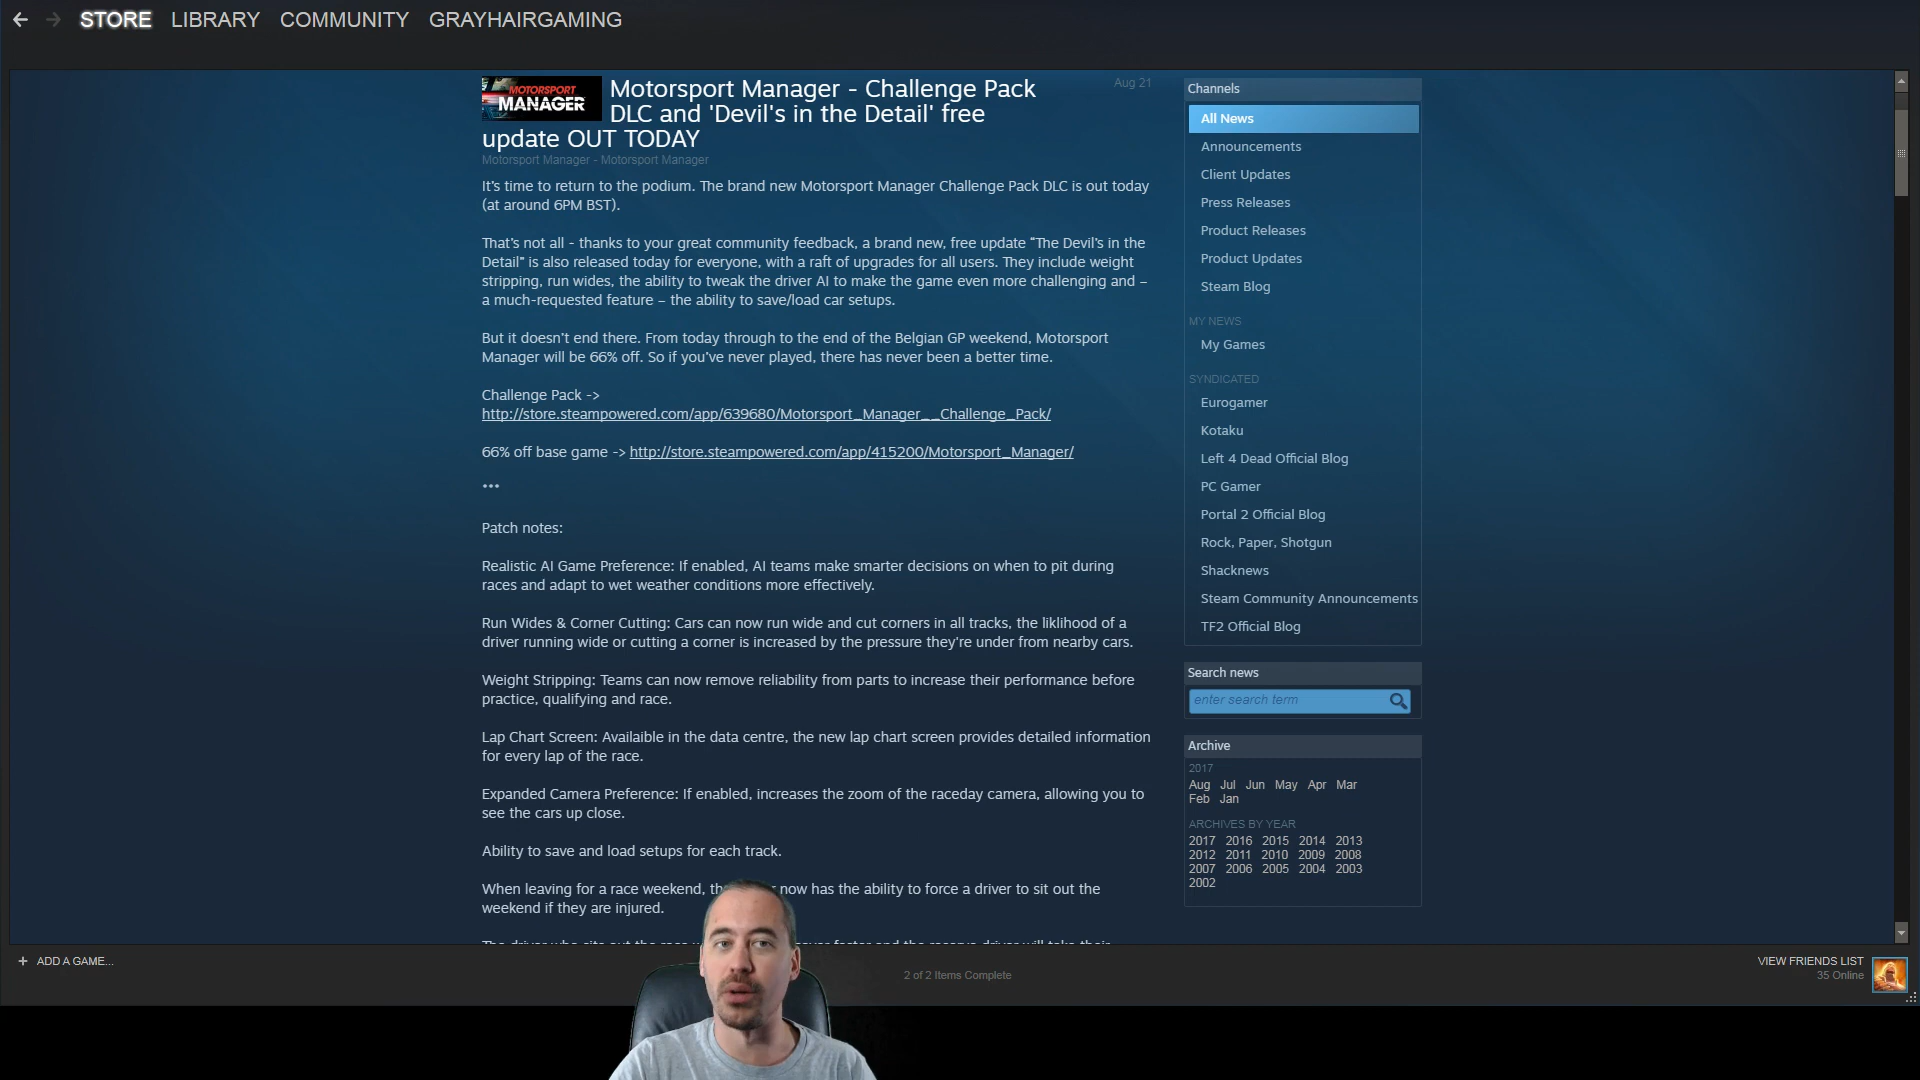 STORE LIBRARY COMMUNITY GRAYHAIRGAMING
MOTORSPORT
MANAGER
Motorsport Manager - Challenge Pack
DLC and 'Devil's in the Detail' free
update OUT TODAY
Aug 21
Motorsport Manager - Motorsport Manager
It's time to return to the podium. The brand new Motorsport Manager Challenge Pack DLC is out today
(at around 6PM BST).
That's not all - thanks to your great community feedback, a brand new, free update “The Devil's in the
Detail” is also released today for everyone, with a raft of upgrades for all users. They include weight
stripping, run wides, the ability to tweak the driver AI to make the game even more challenging and –
a much-requested feature – the ability to save/load car setups.
But it doesn't end there. From today through to the end of the Belgian GP weekend, Motorsport
Manager will be 66% off. So if you've never played, there has never been a better time.
Challenge Pack ->
http://store.steampowered.com/app/639680/Motorsport_Manager__Challenge_Pack/
66% off base game -> http://store.steampowered.com/app/415200/Motorsport_Manager/
***
Patch notes:
Realistic AI Game Preference: If enabled, AI teams make smarter decisions on when to pit during
races and adapt to wet weather conditions more effectively.
Run Wides & Corner Cutting: Cars can now run wide and cut corners in all tracks, the liklihood of a
driver running wide or cutting a corner is increased by the pressure they're under from nearby cars.
Weight Stripping: Teams can now remove reliability from parts to increase their performance before
practice, qualifying and race.
Lap Chart Screen: Availaible in the data centre, the new lap chart screen provides detailed information
for every lap of the race.
Expanded Camera Preference: If enabled, increases the zoom of the raceday camera, allowing you to
see the cars up close.
Ability to save and load setups for each track.
When leaving for a race weekend, now has the ability to force a driver to sit out the
weekend if they are injured.
Channels
All News
Announcements
Client Updates
Press Releases
Product Releases
Product Updates
Steam Blog
MY NEWS
My Games
SYNDICATED
Eurogamer
Kotaku
Left 4 Dead Official Blog
PC Gamer
Portal 2 Official Blog
Rock, Paper, Shotgun
Shacknews
Steam Community Announcements
TF2 Official Blog
Search news
enter search term
Archive
2017
Aug Jul Jun May Apr Mar
Feb Jan
ARCHIVES BY YEAR
2017 2016 2015 2014 2013
2012 2011 2010 2009 2008
2007 2006 2005 2004 2003
2002
+ ADD A GAME...
2 of 2 Items Complete
VIEW FRIENDS LIST
35 Online